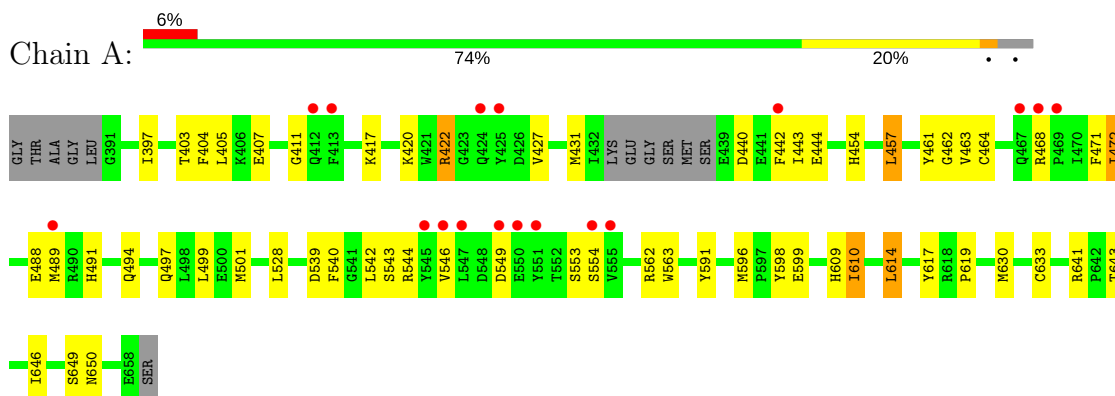 6%
Chain A:
74% 20% • •
GLY THR ALA GLY LEU G391 I397 T403 F404 L405 K406 E407 G411 Q412 F413 K417 K420 W421 R422 G423 Q424 Y425 D426 V427 M431 I432 LYS GLU GLY SER MET SER E439 D440 E441 F442 I443 E444 H454 L457 Y461 G462 V463 C464 Q467 R468 P469 I470 F471
E488 M489 R490 H491 Q494 Q497 L498 L499 E500 M501 L528 D539 F540 G541 L542 S543 R544 Y545 V546 L547 D548 D549 E550 Y551 T552 S553 S554 V555 R562 W563 Y591 M596 P597 Y598 E599 H609 I610 L614 Y617 R618 P619 M630 C633 R641 P642 T643
I646 S649 N650 E658 SER